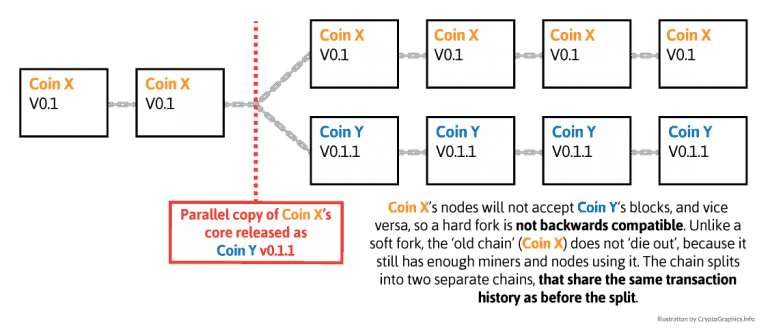 Coin X
V0.1
Coin X
V0.1
Coin X
V0.1
Coin X
V0.1
Coin X
V0.1
Coin X
V0.1
Coin Y
V0.1.1
Coin Y
V0.1.1
Coin Y
V0.1.1
Coin Y
V0.1.1
Parallel copy of Coin X's
core released as
Coin Y v0.1.1
Coin X's nodes will not accept Coin Y's blocks, and vice
versa, so a hard fork is not backwards compatible. Unlike a
soft fork, the 'old chain' (Coin X) does not 'die out', because it
still has enough miners and nodes using it. The chain splits
into two separate chains, that share the same transaction
history as before the split.
Illustration by CryptoGraphics.Info